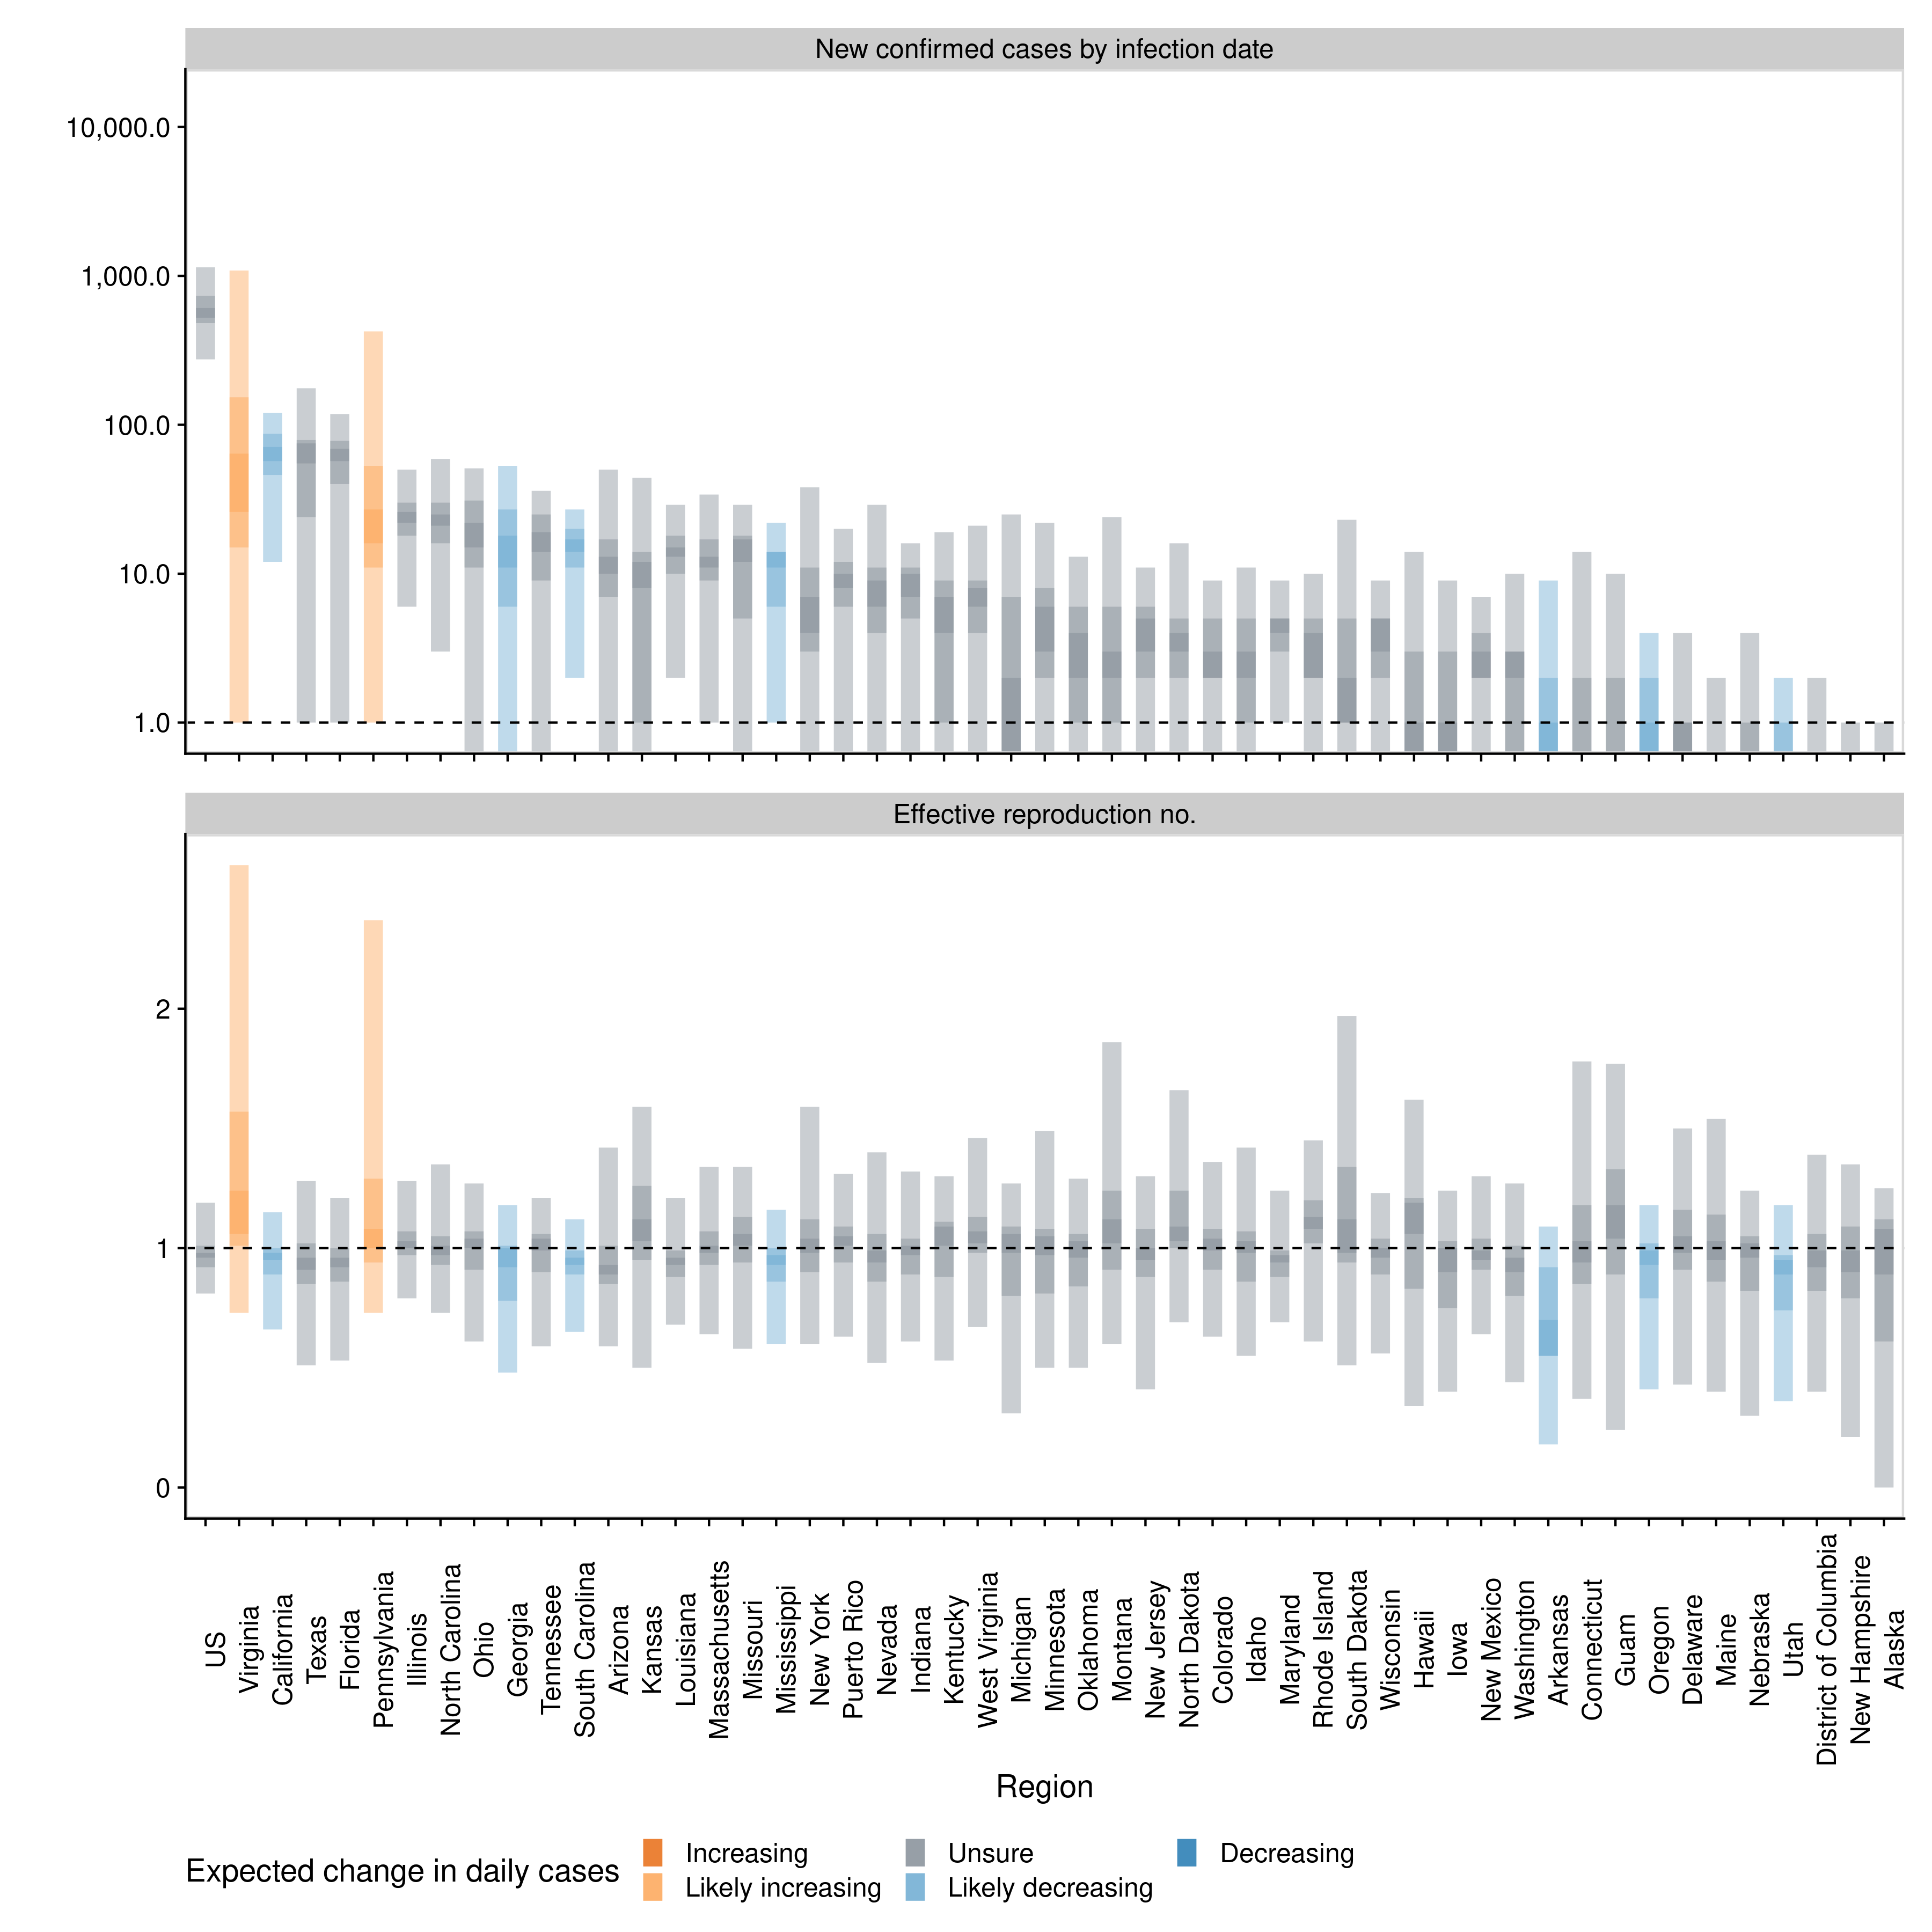 New confirmed cases by infection date
10,000.0
1,000.0
100.0
10.0
1.0
Effective reproduction no.
2
1
0
US
Virginia
California
Texas
Florida
Pennsylvania
Illinois
North Carolina
Ohio
Georgia
Tennessee
South Carolina
Arizona
Kansas
Louisiana
Massachusetts
Missouri
Mississippi
New York
Puerto Rico
Nevada
Indiana
Kentucky
West Virginia
Michigan
Minnesota
Oklahoma
Montana
New Jersey
North Dakota
Colorado
Idaho
Maryland
Rhode Island
South Dakota
Wisconsin
Hawaii
Iowa
New Mexico
Washington
Arkansas
Connecticut
Guam
Oregon
Delaware
Maine
Nebraska
Utah
District of Columbia
New Hampshire
Alaska
Region
Expected change in daily cases
Increasing
Likely increasing
Unsure
Likely decreasing
Decreasing